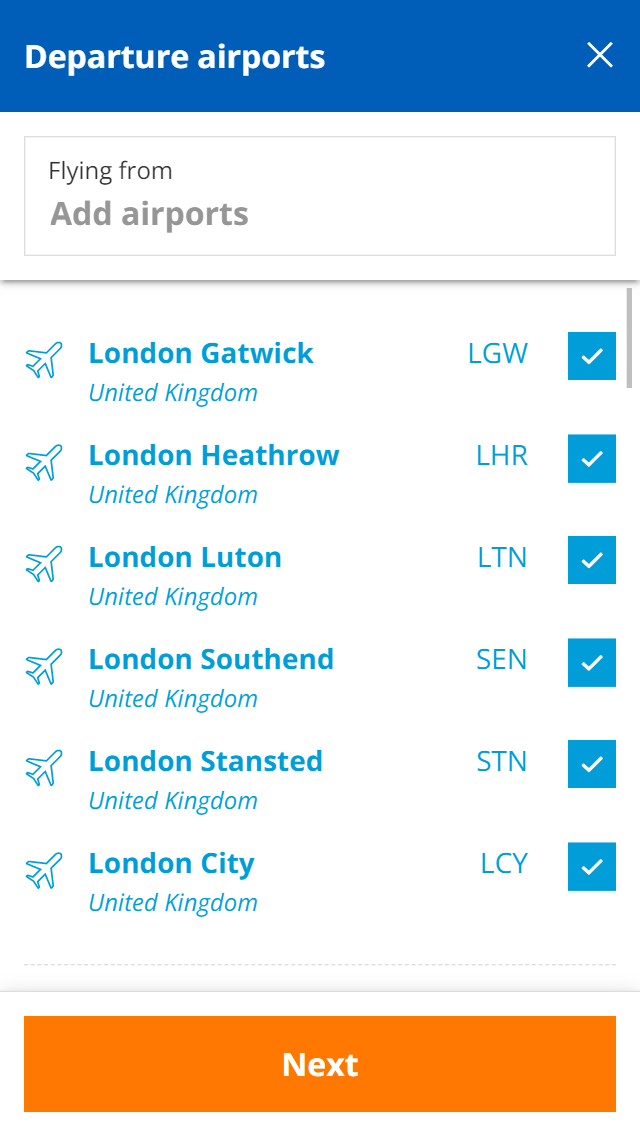 Departure airports
Flying from
Add airports
London Gatwick LGW
United Kingdom
London Heathrow LHR
United Kingdom
London Luton LTN
United Kingdom
London Southend SEN
United Kingdom
London Stansted STN
United Kingdom
London City LCY
United Kingdom
Next